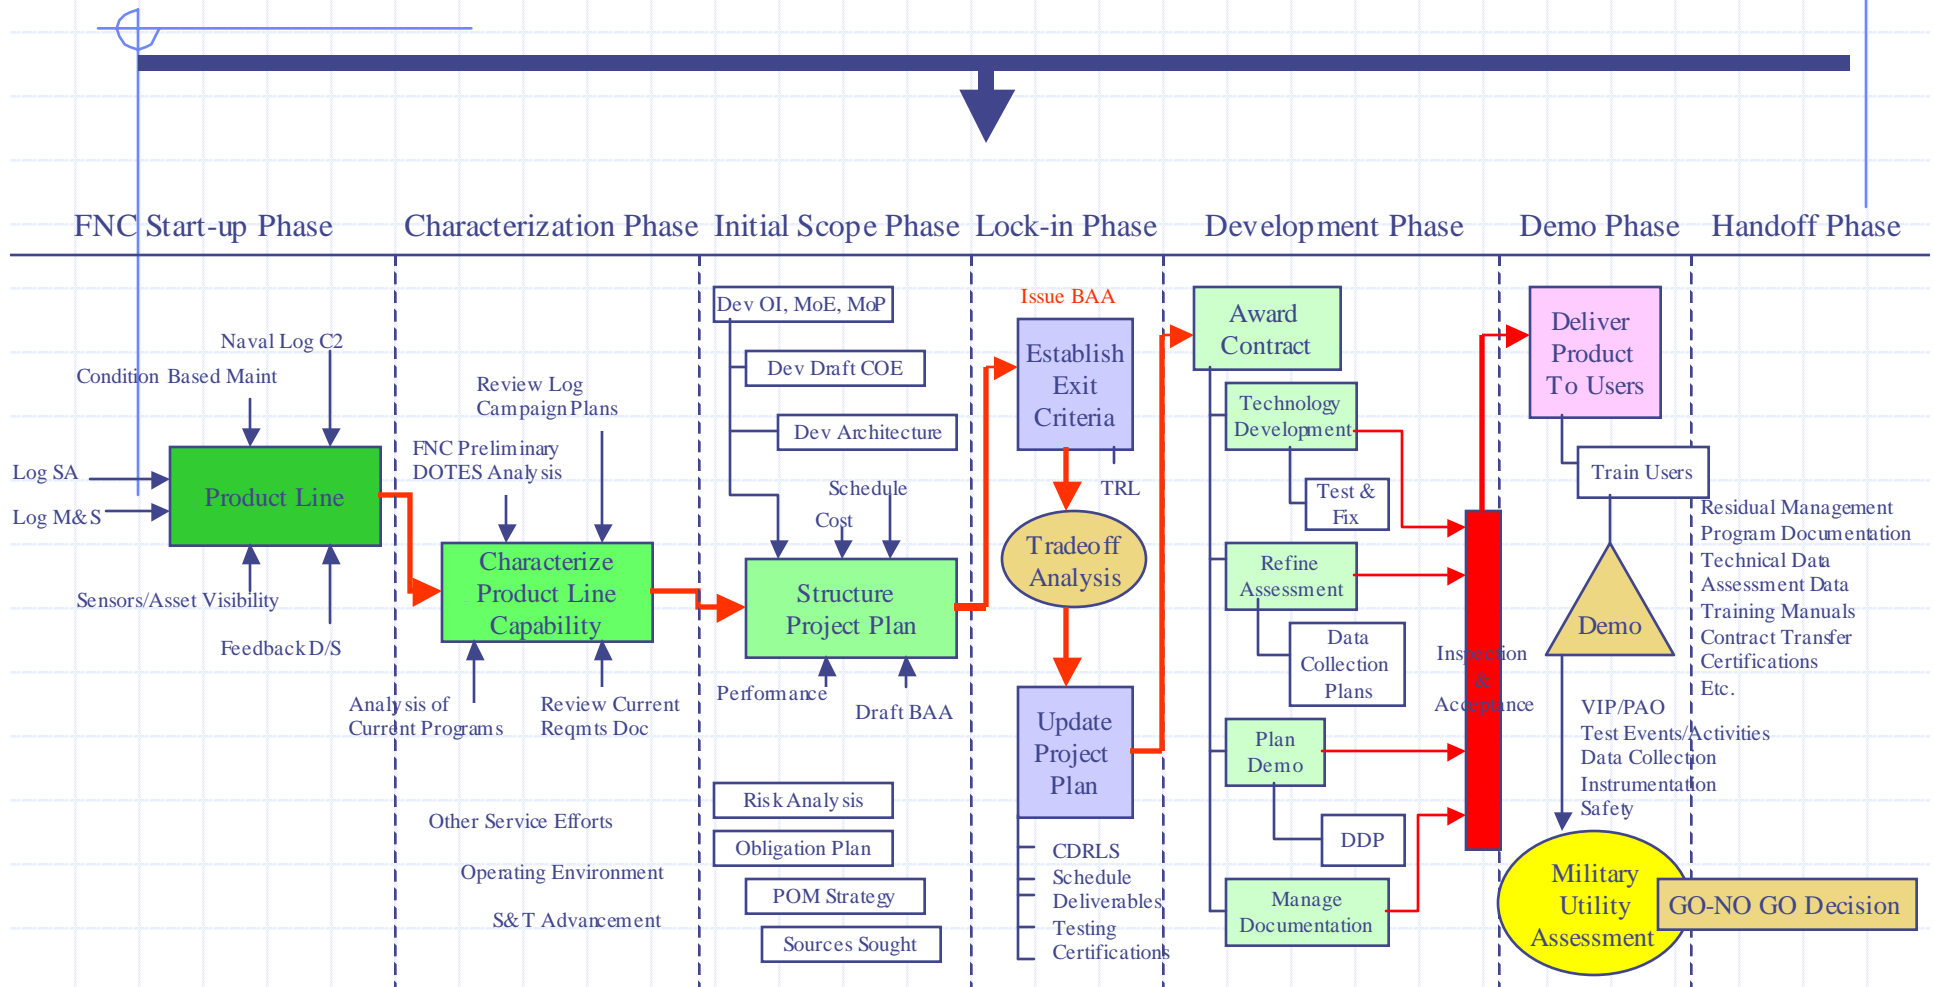 FNC Start-up Phase
Characterization Phase
Initial Scope Phase
Lock-in Phase
Development Phase
Demo Phase
Handoff Phase
Naval Log C2
Condition Based Maint
Log SA
Log M&S
Product Line
Sensors/Asset Visibility
Feedback D/S
Review Log
Campaign Plans
FNC Preliminary
DOTES Analysis
Characterize
Product Line
Capability
Analysis of
Current Programs
Review Current
Reqmts Doc
Other Service Efforts
Operating Environment
S&T Advancement
Dev OI, MoE, MoP
Dev Draft COE
Dev Architecture
Schedule
Cost
Structure
Project Plan
Performance
Draft BAA
Risk Analysis
Obligation Plan
POM Strategy
Sources Sought
Issue BAA
Establish
Exit
Criteria
TRL
Tradeoff
Analysis
Update
Project
Plan
CDRLS
Schedule
Deliverables
Testing
Certifications
Award
Contract
Technology
Development
Test &
Fix
Refine
Assessment
Data
Collection
Plans
Plan
Demo
DDP
Manage
Documentation
Inspection
&
Acceptance
Deliver
Product
To Users
Train Users
Demo
VIP/PAO
Test Events/Activities
Data Collection
Instrumentation
Safety
Military
Utility
Assessment
Residual Management
Program Documentation
Technical Data
Assessment Data
Training Manuals
Contract Transfer
Certifications
Etc.
GO-NO GO Decision